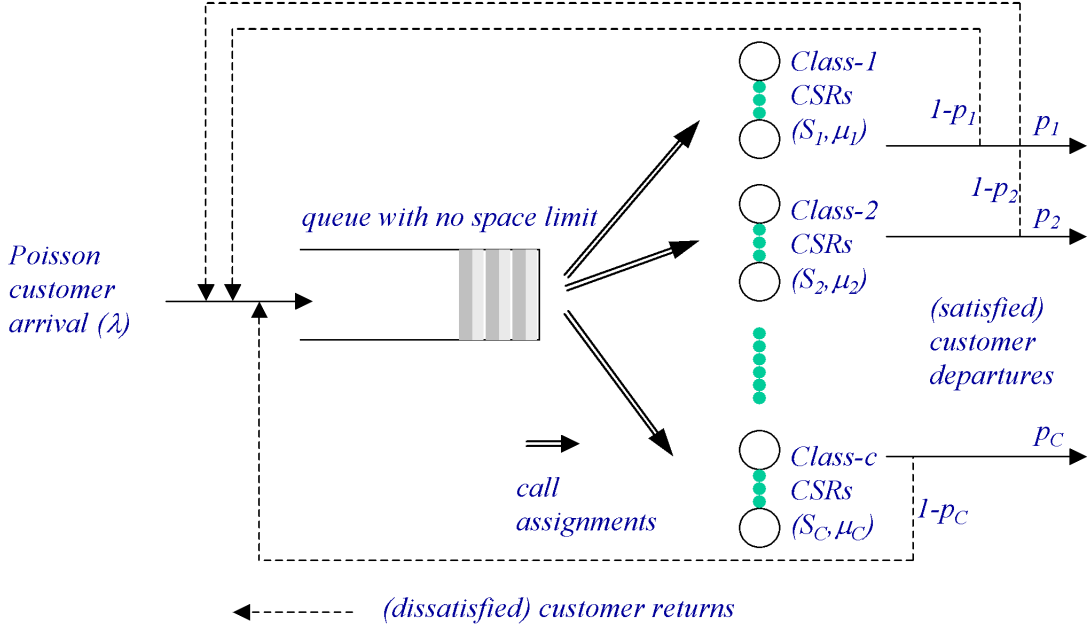 Class-1
CSRs
(S1,μ1)
1-p1
p1
queue with no space limit
Class-2
CSRs
(S2,μ2)
1-p2
p2
Poisson
customer
arrival (λ)
(satisfied)
customer
departures
call
assignments
Class-c
CSRs
(SC,μC)
pC
1-pC
(dissatisfied) customer returns